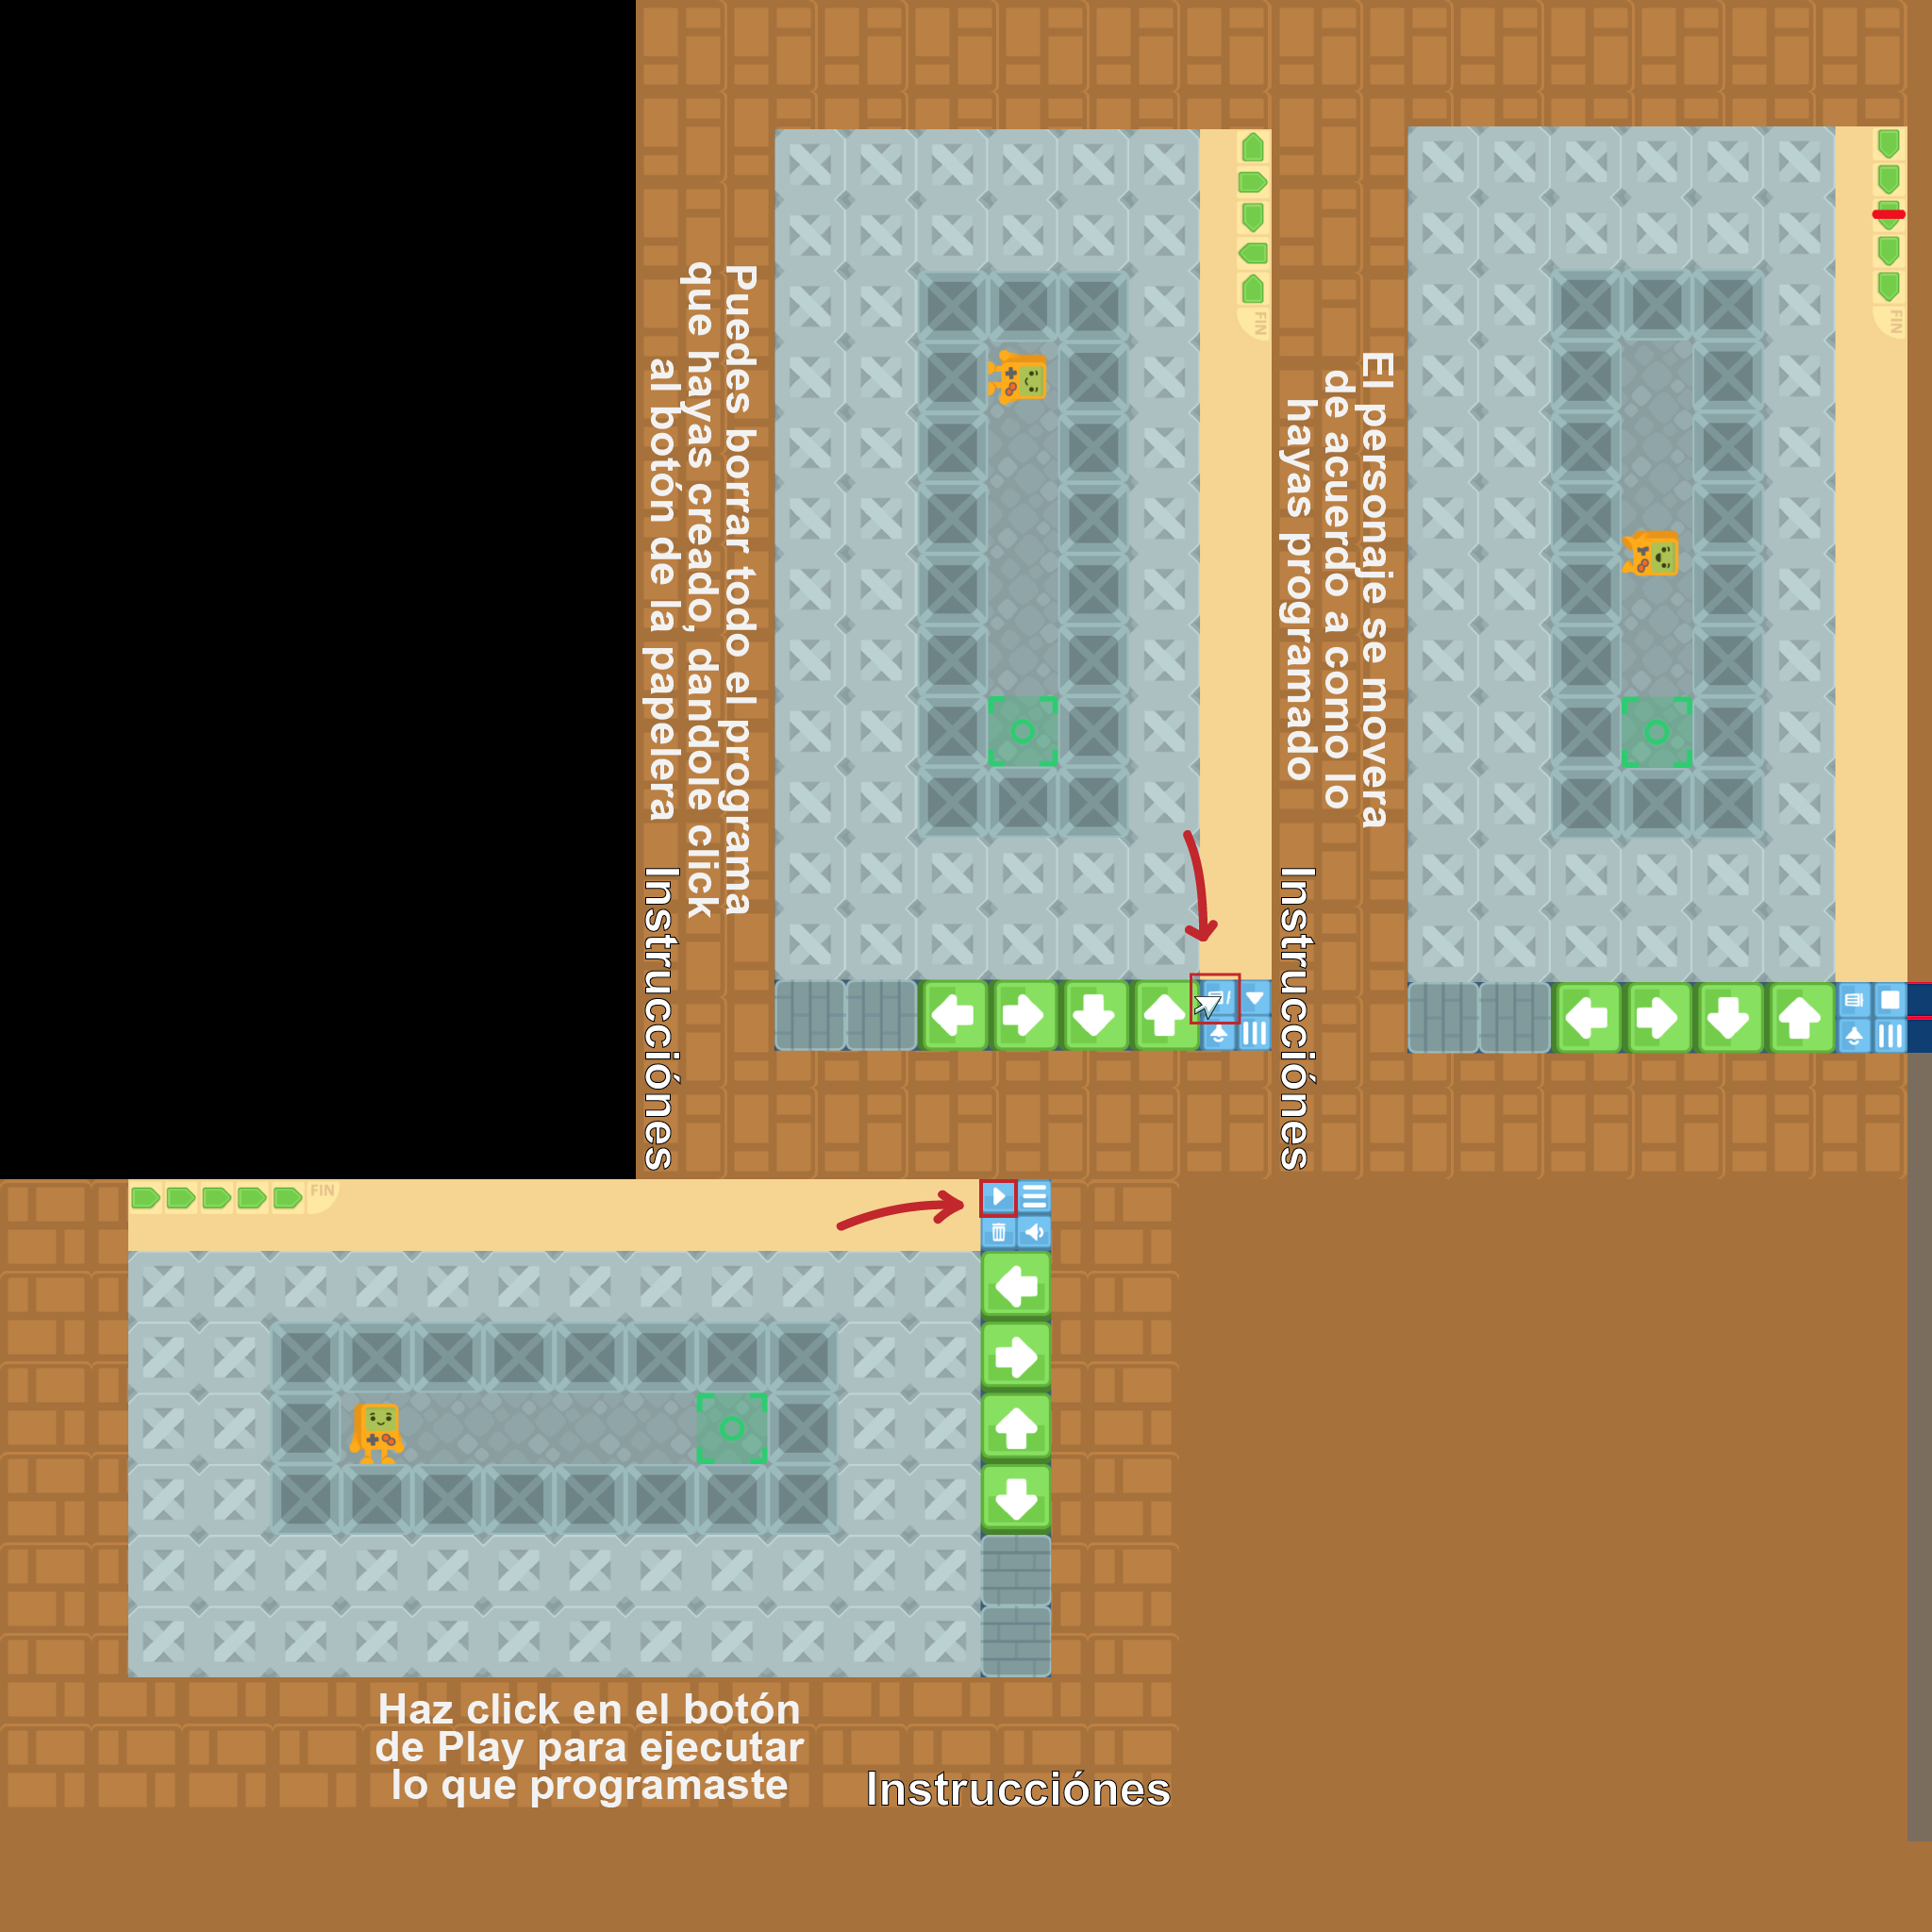 Puedes borrar todo el programa
que hayas creado, dandole click
al botón de la papelera
Instrucciónes
FIN
El personaje se movera
de acuerdo a como lo
hayas programado
Instrucciónes
FIN
FIN
Haz click en el botón
de Play para ejecutar
lo que programaste
Instrucciónes